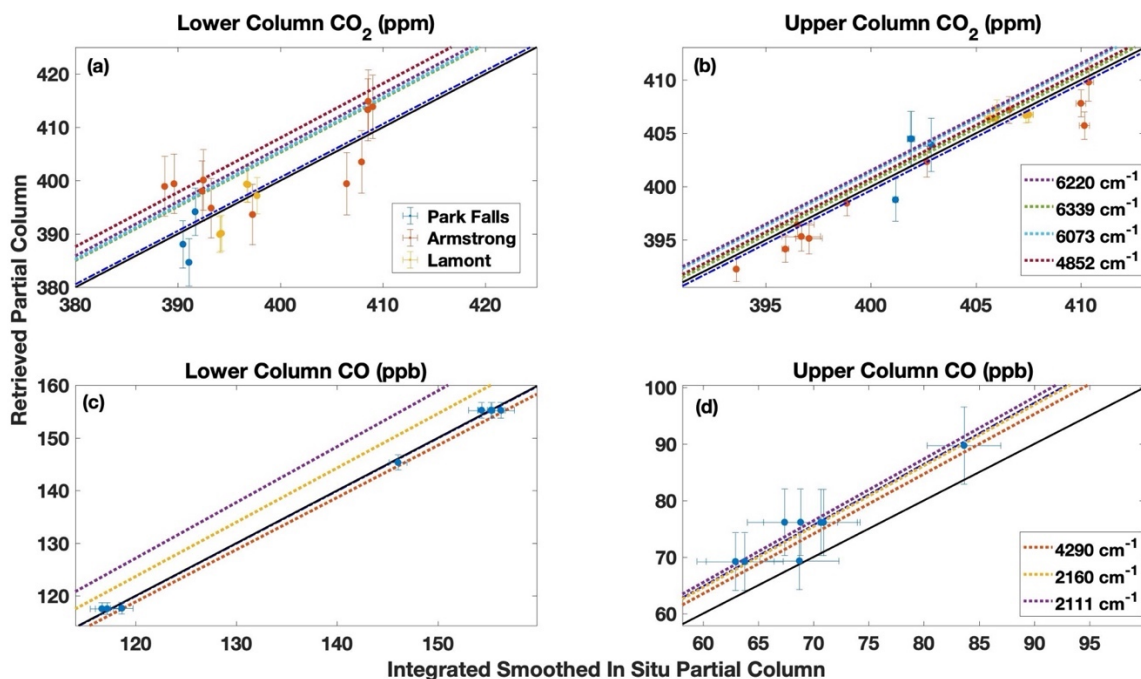 Lower Column CO₂ (ppm)
Upper Column CO₂ (ppm)
(a)
420
410
400
390
380
380 390 400 410 420
Park Falls
Armstrong
Lamont
(b)
410
405
400
395
395 400 405 410
6220 cm⁻¹
6339 cm⁻¹
6073 cm⁻¹
4852 cm⁻¹
Retrieved Partial Column
Lower Column CO (ppb)
Upper Column CO (ppb)
(c)
160
150
140
130
120
120 130 140 150
(d)
100
90
80
70
60
60 65 70 75 80 85 90 95
4290 cm⁻¹
2160 cm⁻¹
2111 cm⁻¹
Integrated Smoothed In Situ Partial Column